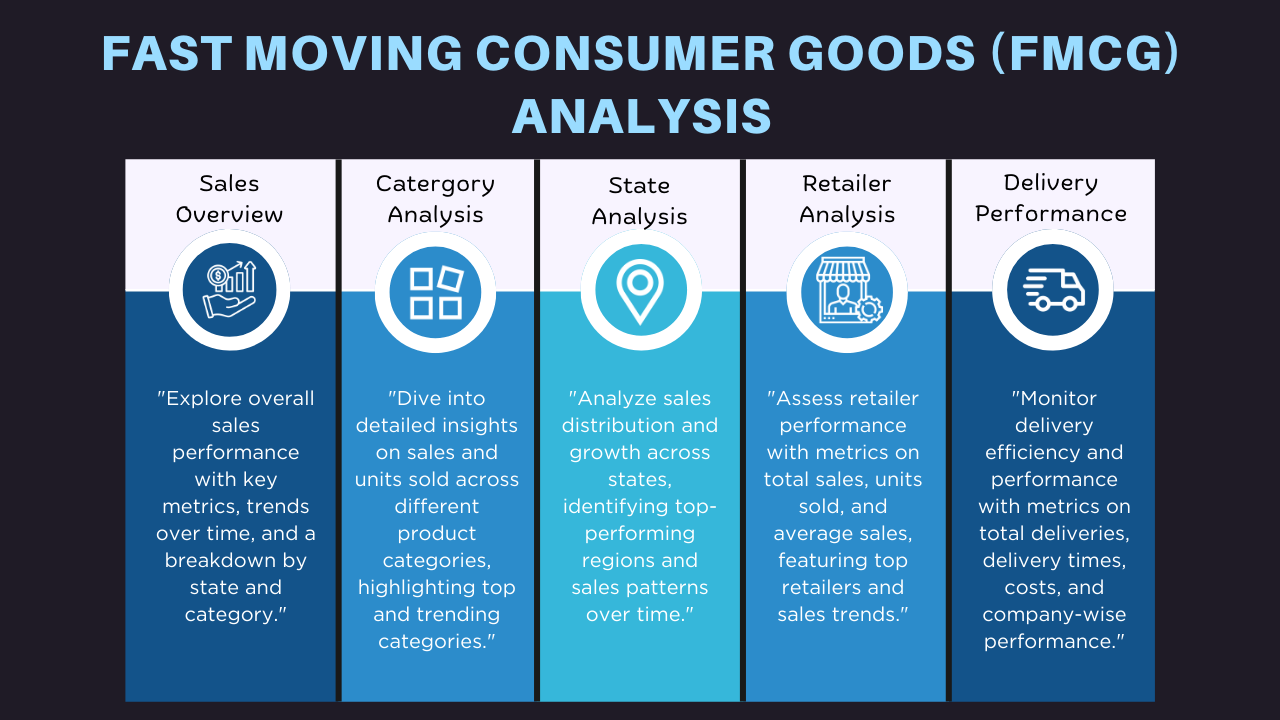 FAST MOVING CONSUMER GOODS (FMCG)
ANALYSIS
Sales
Overview
"Explore overall
sales
performance
with key
metrics, trends
over time, and a
breakdown by
state and
category."
Catergory
Analysis
"Dive into
detailed insights
on sales and
units sold across
different
product
categories,
highlighting top
and trending
categories."
State
Analysis
"Analyze sales
distribution and
growth across
states,
identifying top-
performing
regions and
sales patterns
over time."
Retailer
Analysis
"Assess retailer
performance
with metrics on
total sales, units
sold, and
average sales,
featuring top
retailers and
sales trends."
Delivery
Performance
"Monitor
delivery
efficiency and
performance
with metrics on
total deliveries,
delivery times,
costs, and
company-wise
performance."